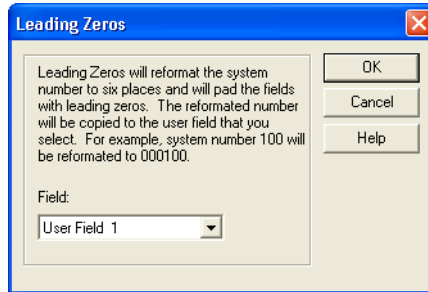 Leading Zeros
Leading Zeros will reformat the system
number to six places and will pad the fields
with leading zeros. The reformated number
will be copied to the user field that you
select. For example, system number 100 will
be reformated to 000100.
Field:
User Field 1
OK
Cancel
Help